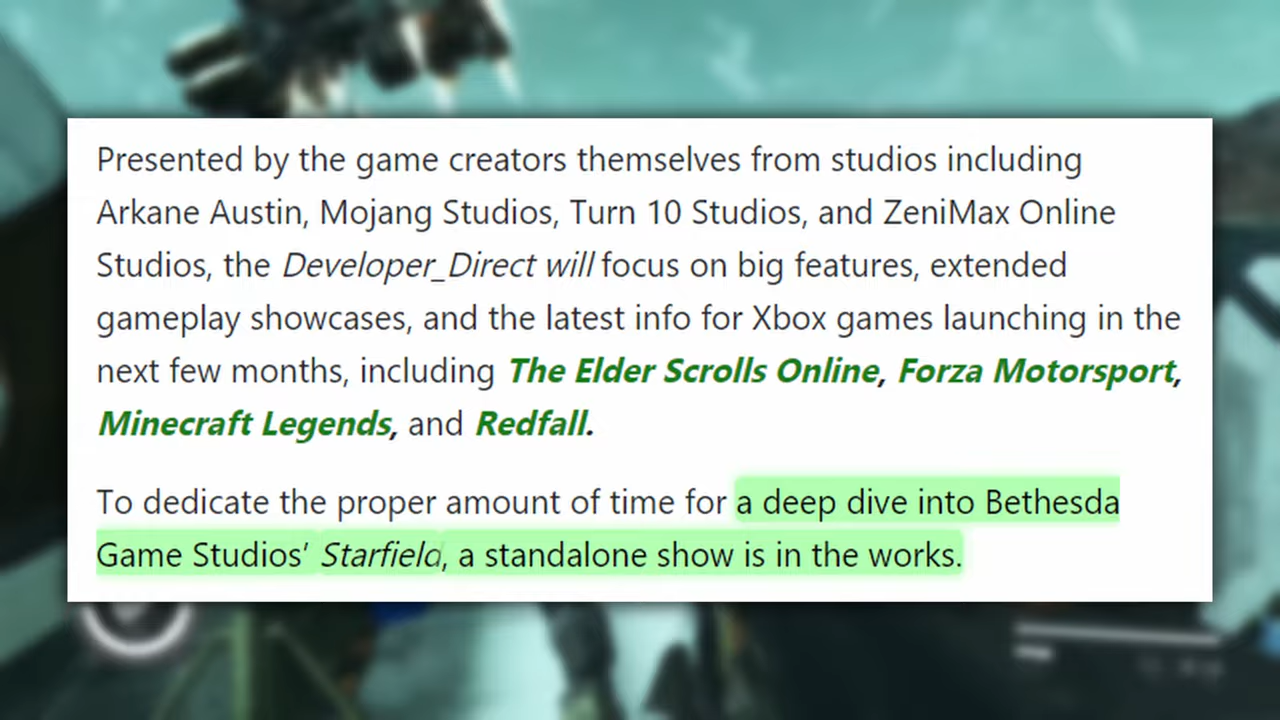 Presented by the game creators themselves from studios including
Arkane Austin, Mojang Studios, Turn 10 Studios, and ZeniMax Online
Studios, the Developer_Direct will focus on big features, extended
gameplay showcases, and the latest info for Xbox games launching in the
next few months, including The Elder Scrolls Online, Forza Motorsport,
Minecraft Legends, and Redfall.
To dedicate the proper amount of time for a deep dive into Bethesda
Game Studios’ Starfield, a standalone show is in the works.